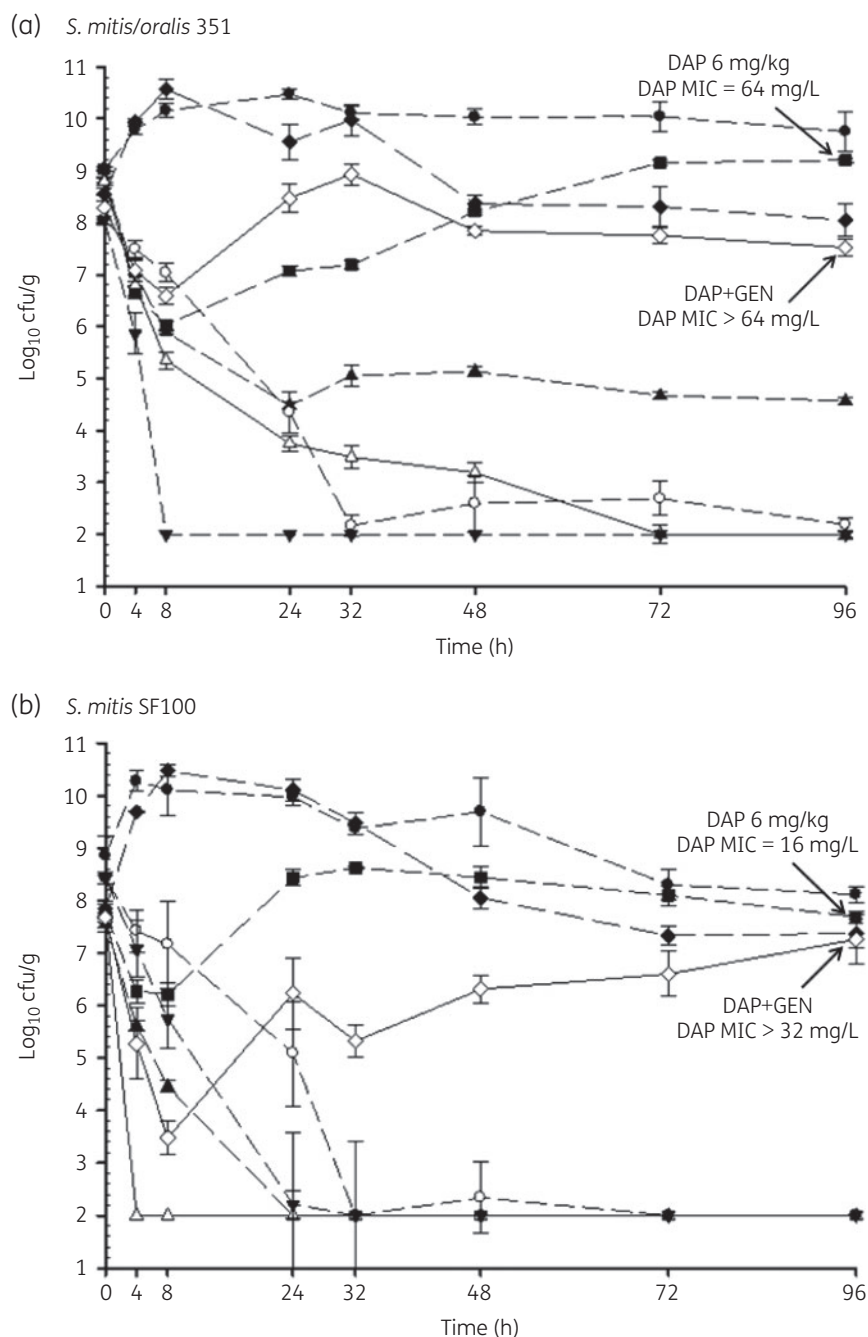 (a) S. mitis/oralis 351
11
10
9
8
7
6
5
4
3
2
1
Log10 cfu/g
DAP 6 mg/kg
DAP MIC = 64 mg/L
DAP+GEN
DAP MIC > 64 mg/L
0 4 8 24 32 48 72 96
Time (h)
(b) S. mitis SF100
11
10
9
8
7
6
5
4
3
2
1
Log10 cfu/g
DAP 6 mg/kg
DAP MIC = 16 mg/L
DAP+GEN
DAP MIC > 32 mg/L
0 4 8 24 32 48 72 96
Time (h)